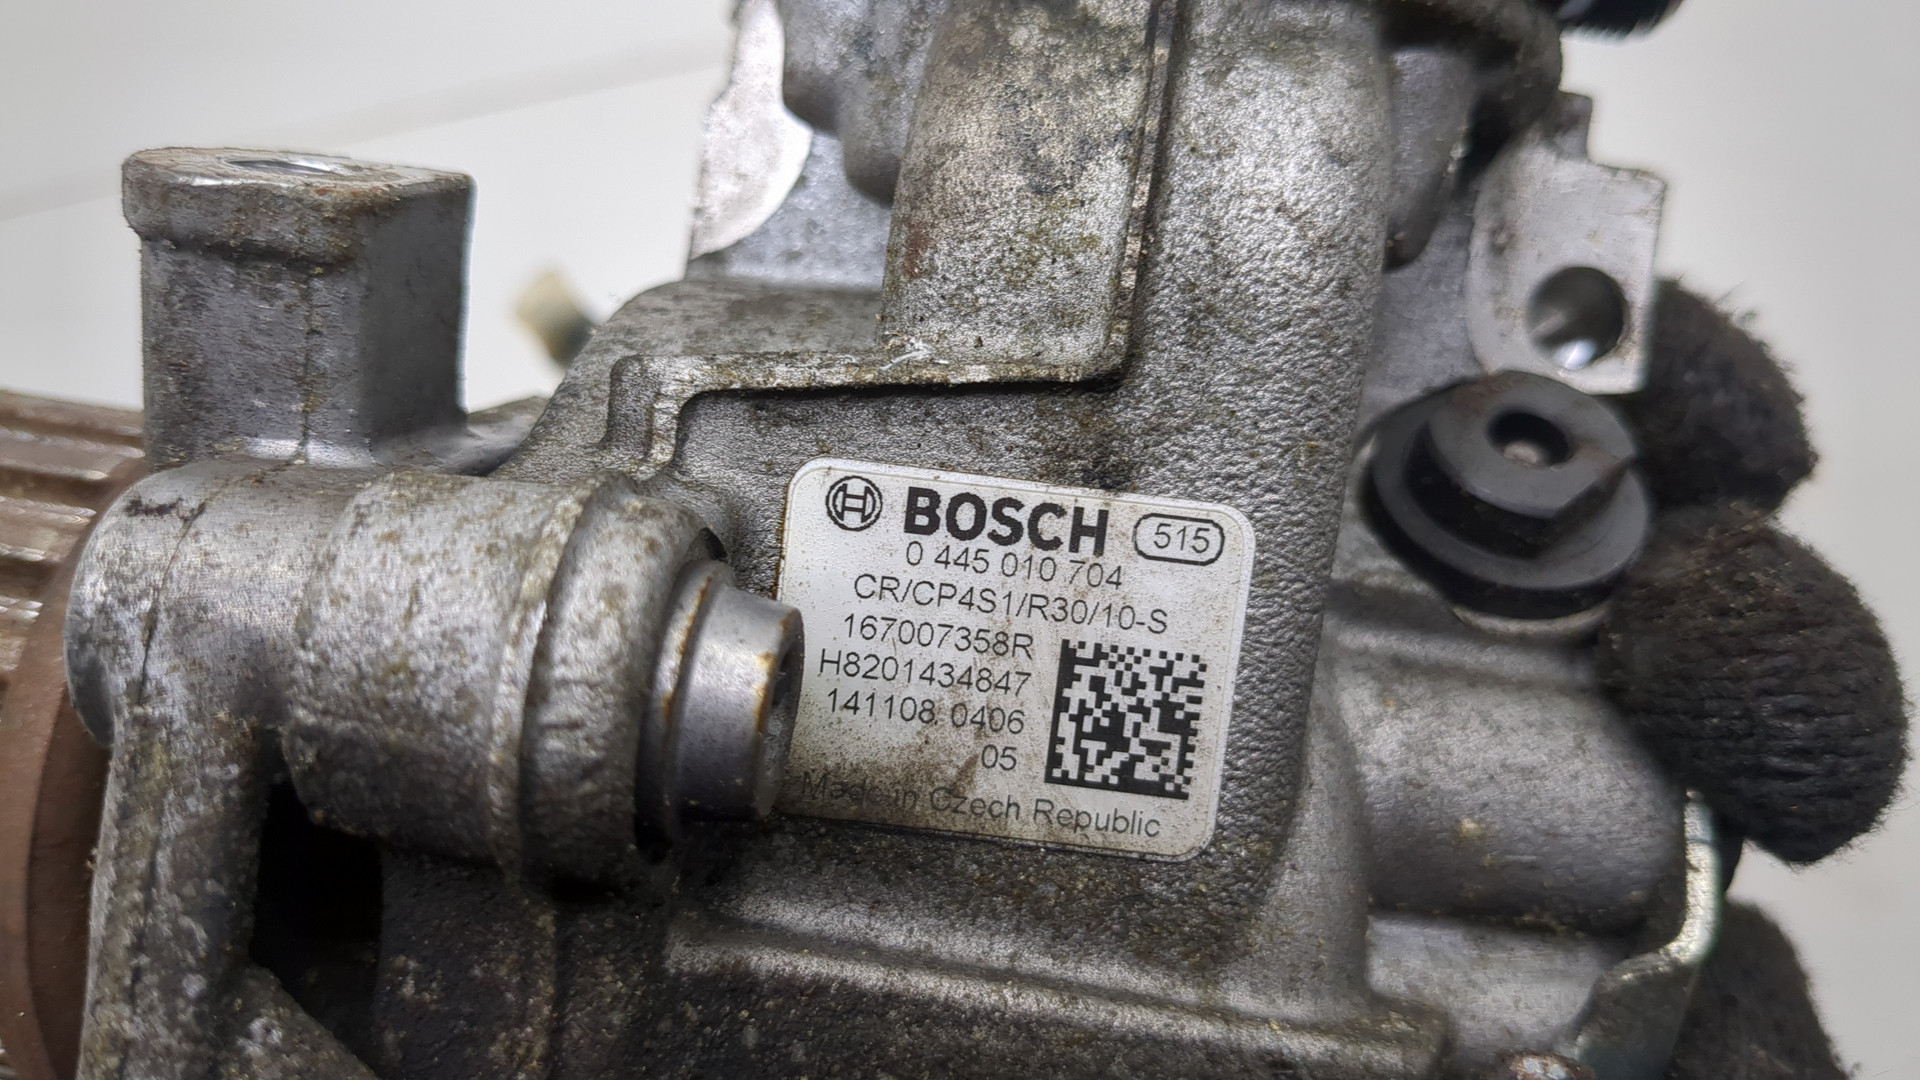 BOSCH 515
0 445 010 704
CR/CP4S1/R30/10-S
167007358R
H8201434847
141108 0406
05
Made in Czech Republic